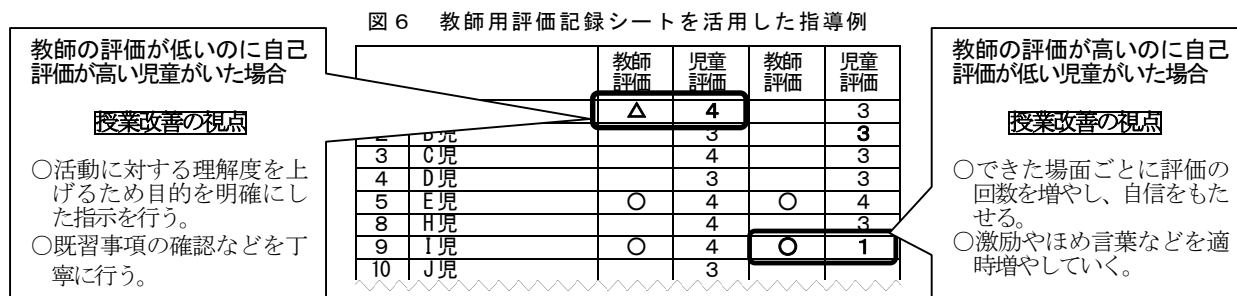 図６　教師用評価記録シートを活用した指導例
教師の評価が低いのに自己
評価が高い児童がいた場合
授業改善の視点
○活動に対する理解度を上
げるため目的を明確にし
た指示を行う。
○既習事項の確認などを丁
寧に行う。
教師評価 児童評価 教師評価 児童評価
△ 4 3
B児 3 3
3 C児 4 3
4 D児 3 3
5 E児 ○ 4 ○ 4
8 H児 4 3
9 I児 ○ 4 ○ 1
10 J児 3
教師の評価が高いのに自己
評価が低い児童がいた場合
授業改善の視点
○できた場面ごとに評価の
回数を増やし、自信をもた
せる。
○激励やほめ言葉などを適
時増やしていく。